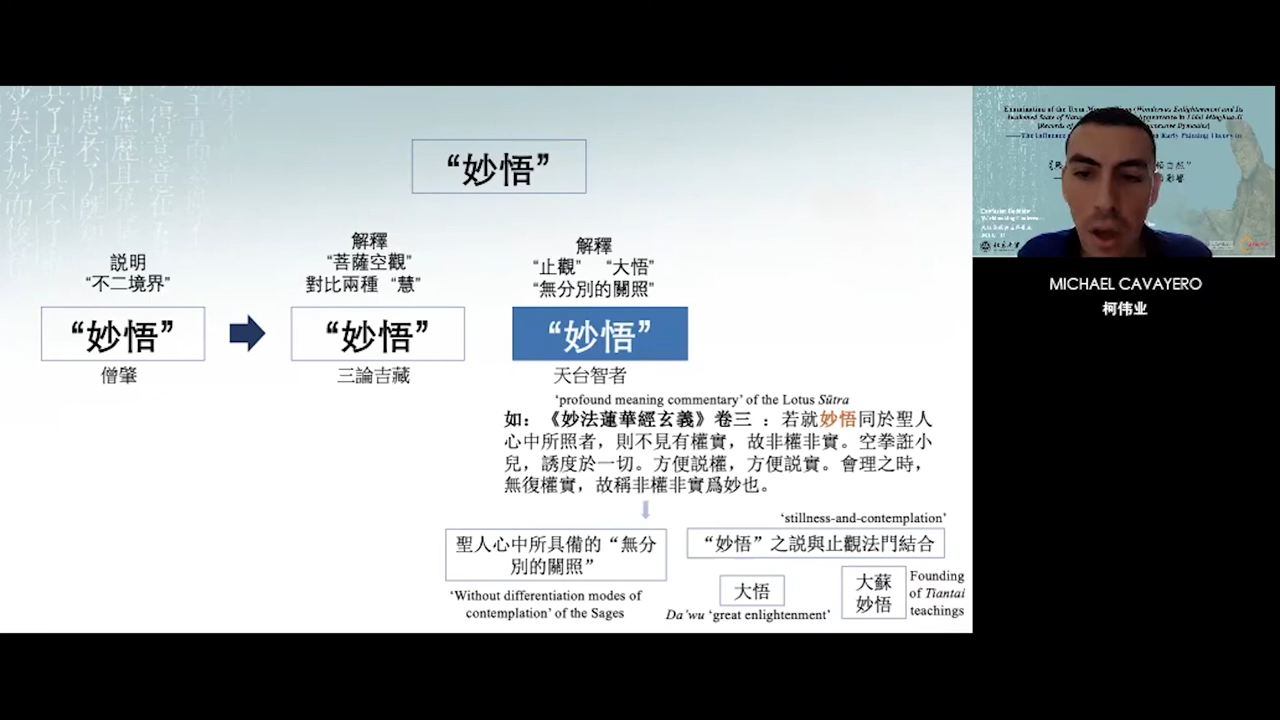 “妙悟”
説明
“不二境界”
“妙悟”
僧肇
解釋
“菩薩空觀”
對比兩種 “慧”
“妙悟”
三論吉藏
解釋
“止觀” “大悟”
“無分別的關照”
“妙悟”
天台智者
‘profound meaning commentary’ of the Lotus Sūtra
如：《妙法蓮華經玄義》卷三 ：若就妙悟同於聖人
心中所照者，則不見有權實，故非權非實。空拳誑小
兒，誘度於一切。方便説權，方便説實。會理之時，
無復權實，故稱非權非實爲妙也。
聖人心中所具備的“無分
別的關照”
‘Without differentiation modes of
contemplation’ of the Sages
‘stillness-and-contemplation’
“妙悟”之説與止觀法門結合
大悟
Da’wu ‘great enlightenment’
大蘇
妙悟
Founding
of Tiantai
teachings
MICHAEL CAVAYERO
柯伟业